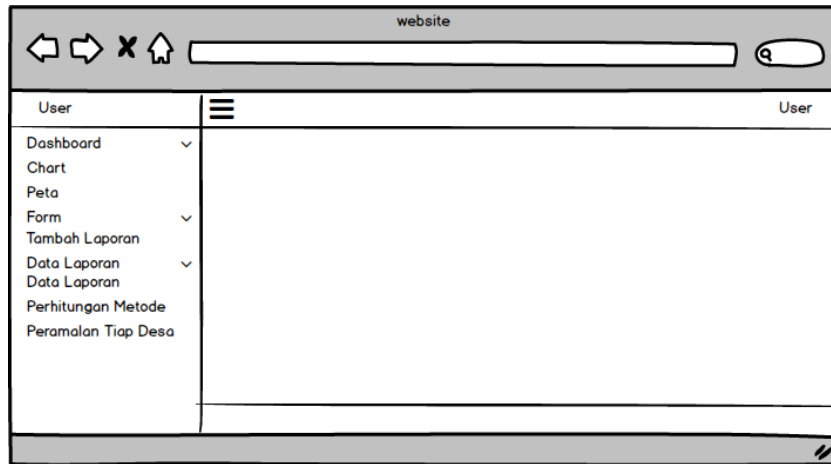 website
User
User
Dashboard
Chart
Peta
Form
Tambah Laporan
Data Laporan
Data Laporan
Perhitungan Metode
Peramalan Tiap Desa